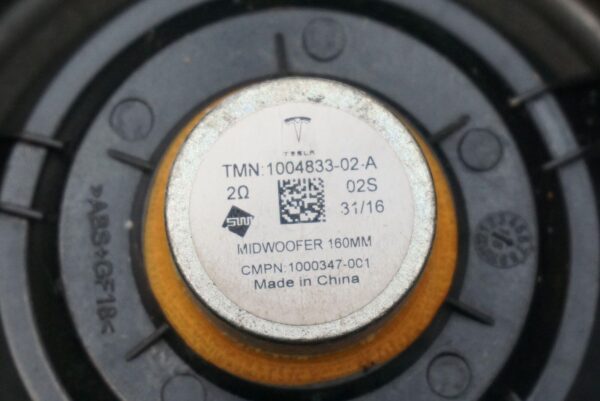 TESLA
TMN:1004833-02-A
2Ω 02S
SW 31/16
MIDWOOFER 160MM
CMPN:1000347-001
Made in China
>ABS+GF18<